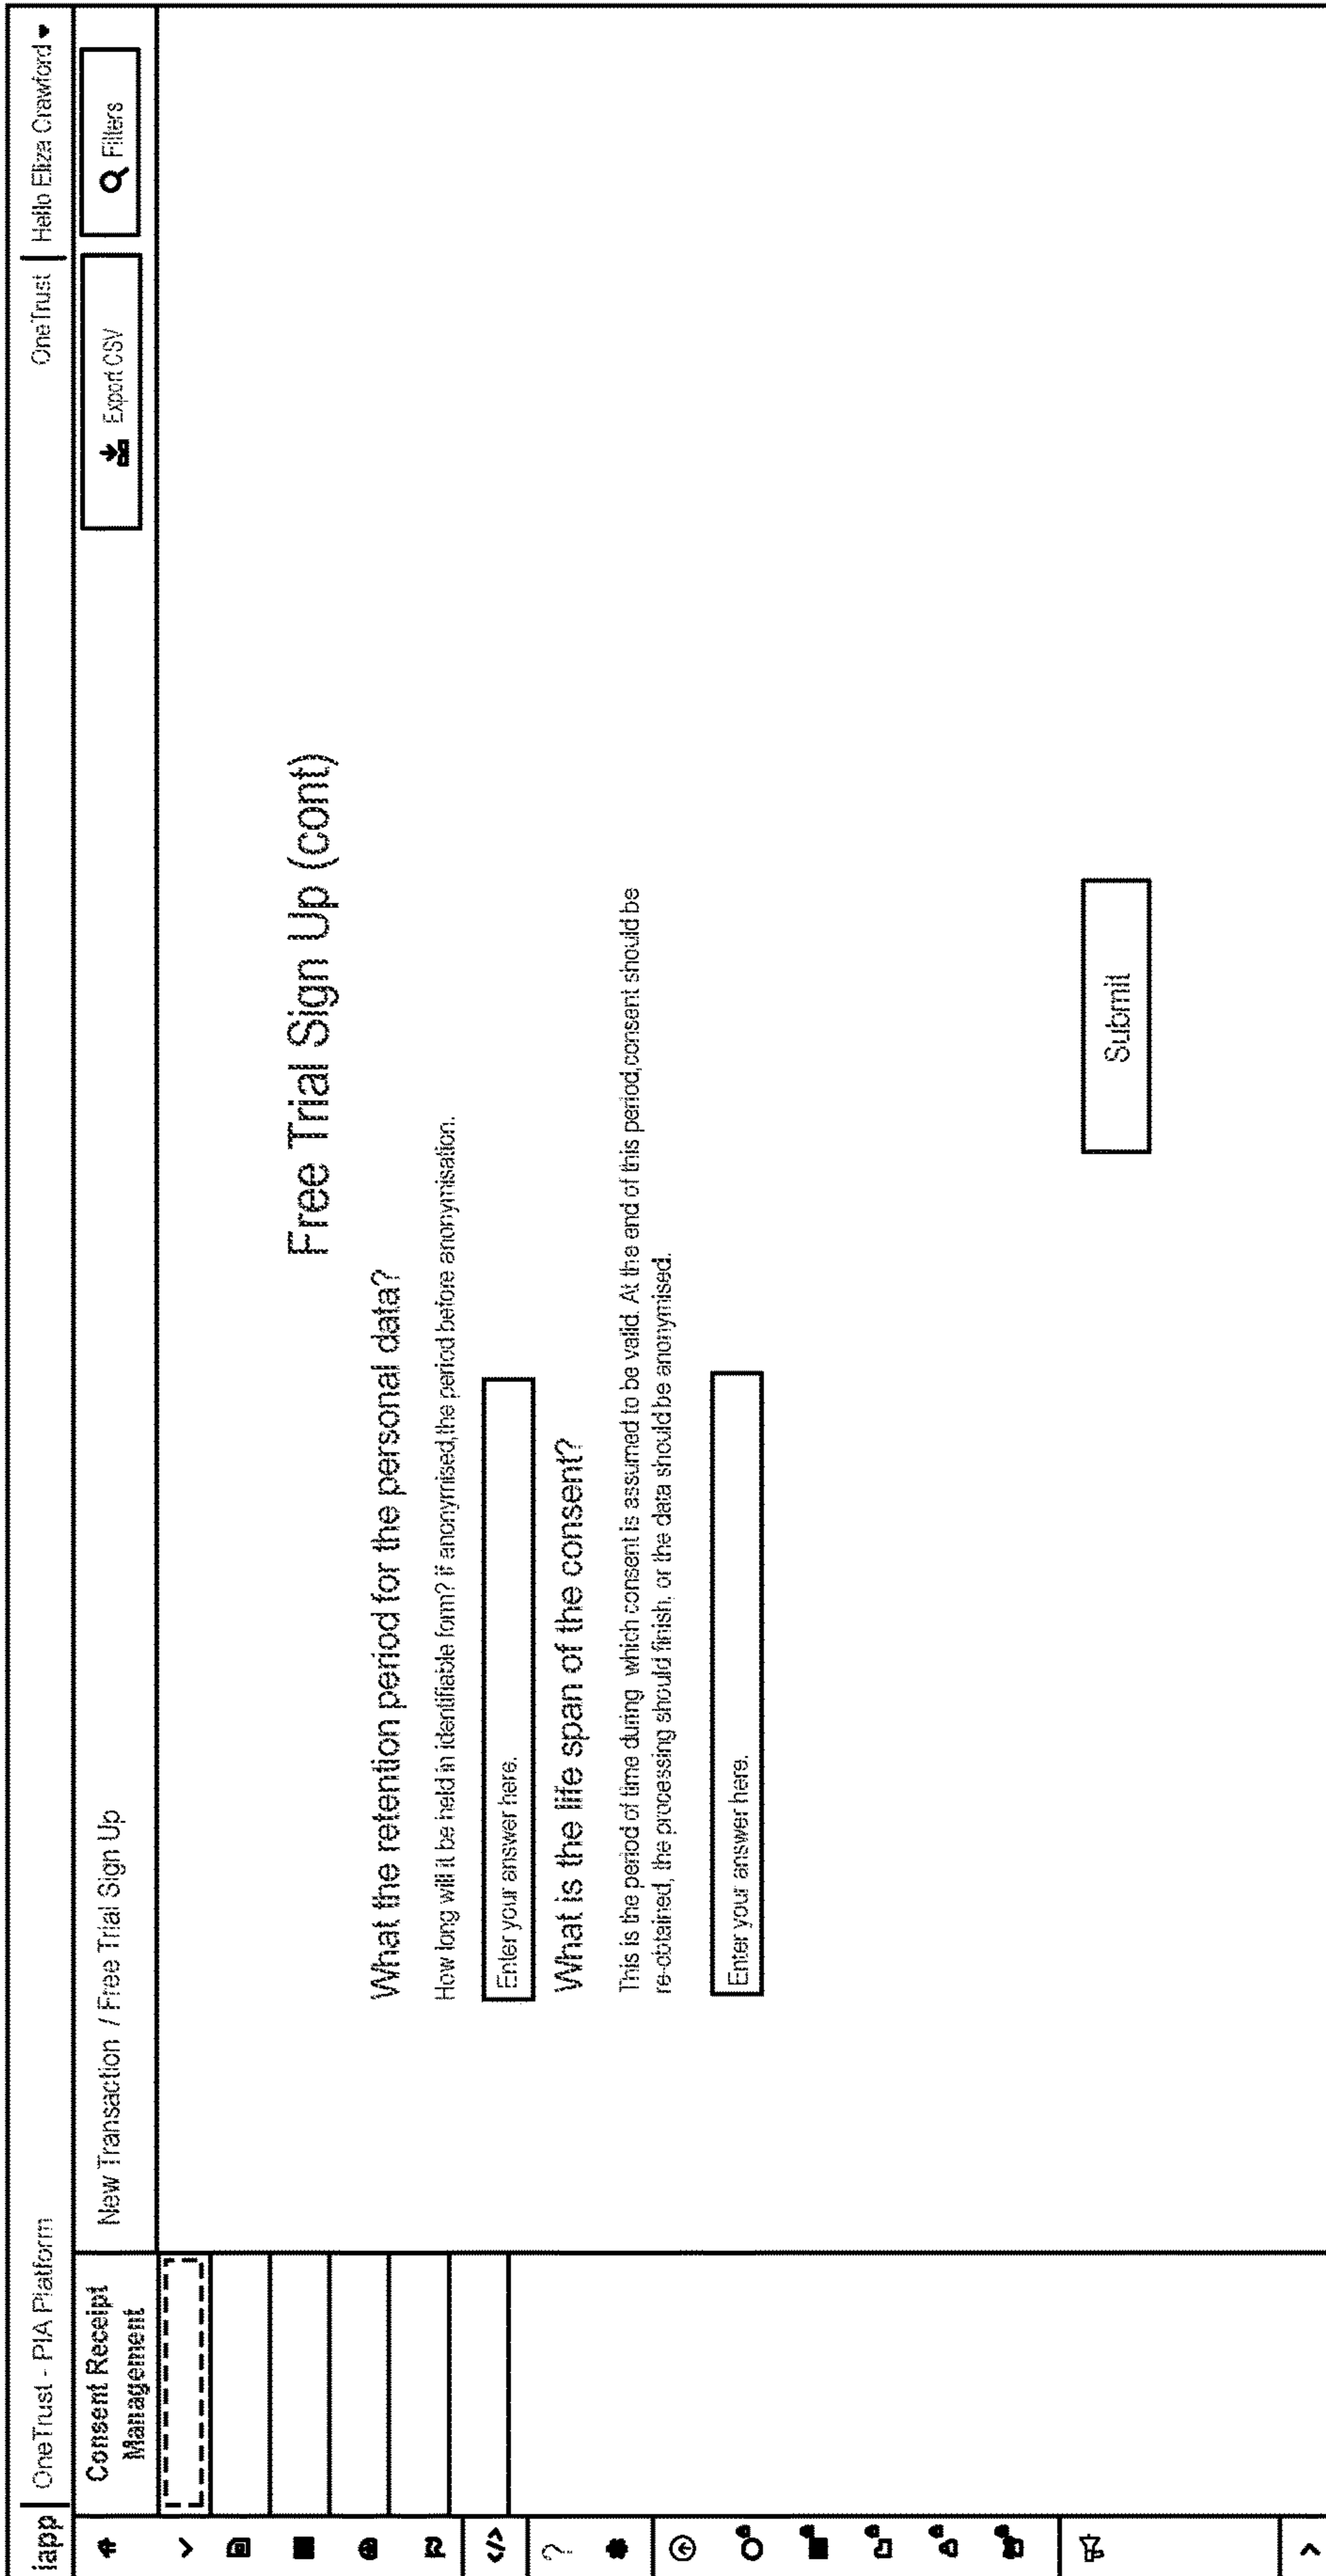 iapp | OneTrust - PIA Platform
OneTrust | Hello Eliza Crawford
Consent Receipt
Management
New Transaction / Free Trial Sign Up
Export CSV
Filters
Free Trial Sign Up (cont)
What the retention period for the personal data?
How long will it be held in identifiable form? if anonymised,the period before anonymisation.
Enter your answer here.
What is the life span of the consent?
This is the period of time during which consent is assumed to be valid. At the end of this period,consent should be
re-obtained, the processing should finish, or the data should be anonymised.
Enter your answer here.
Submit